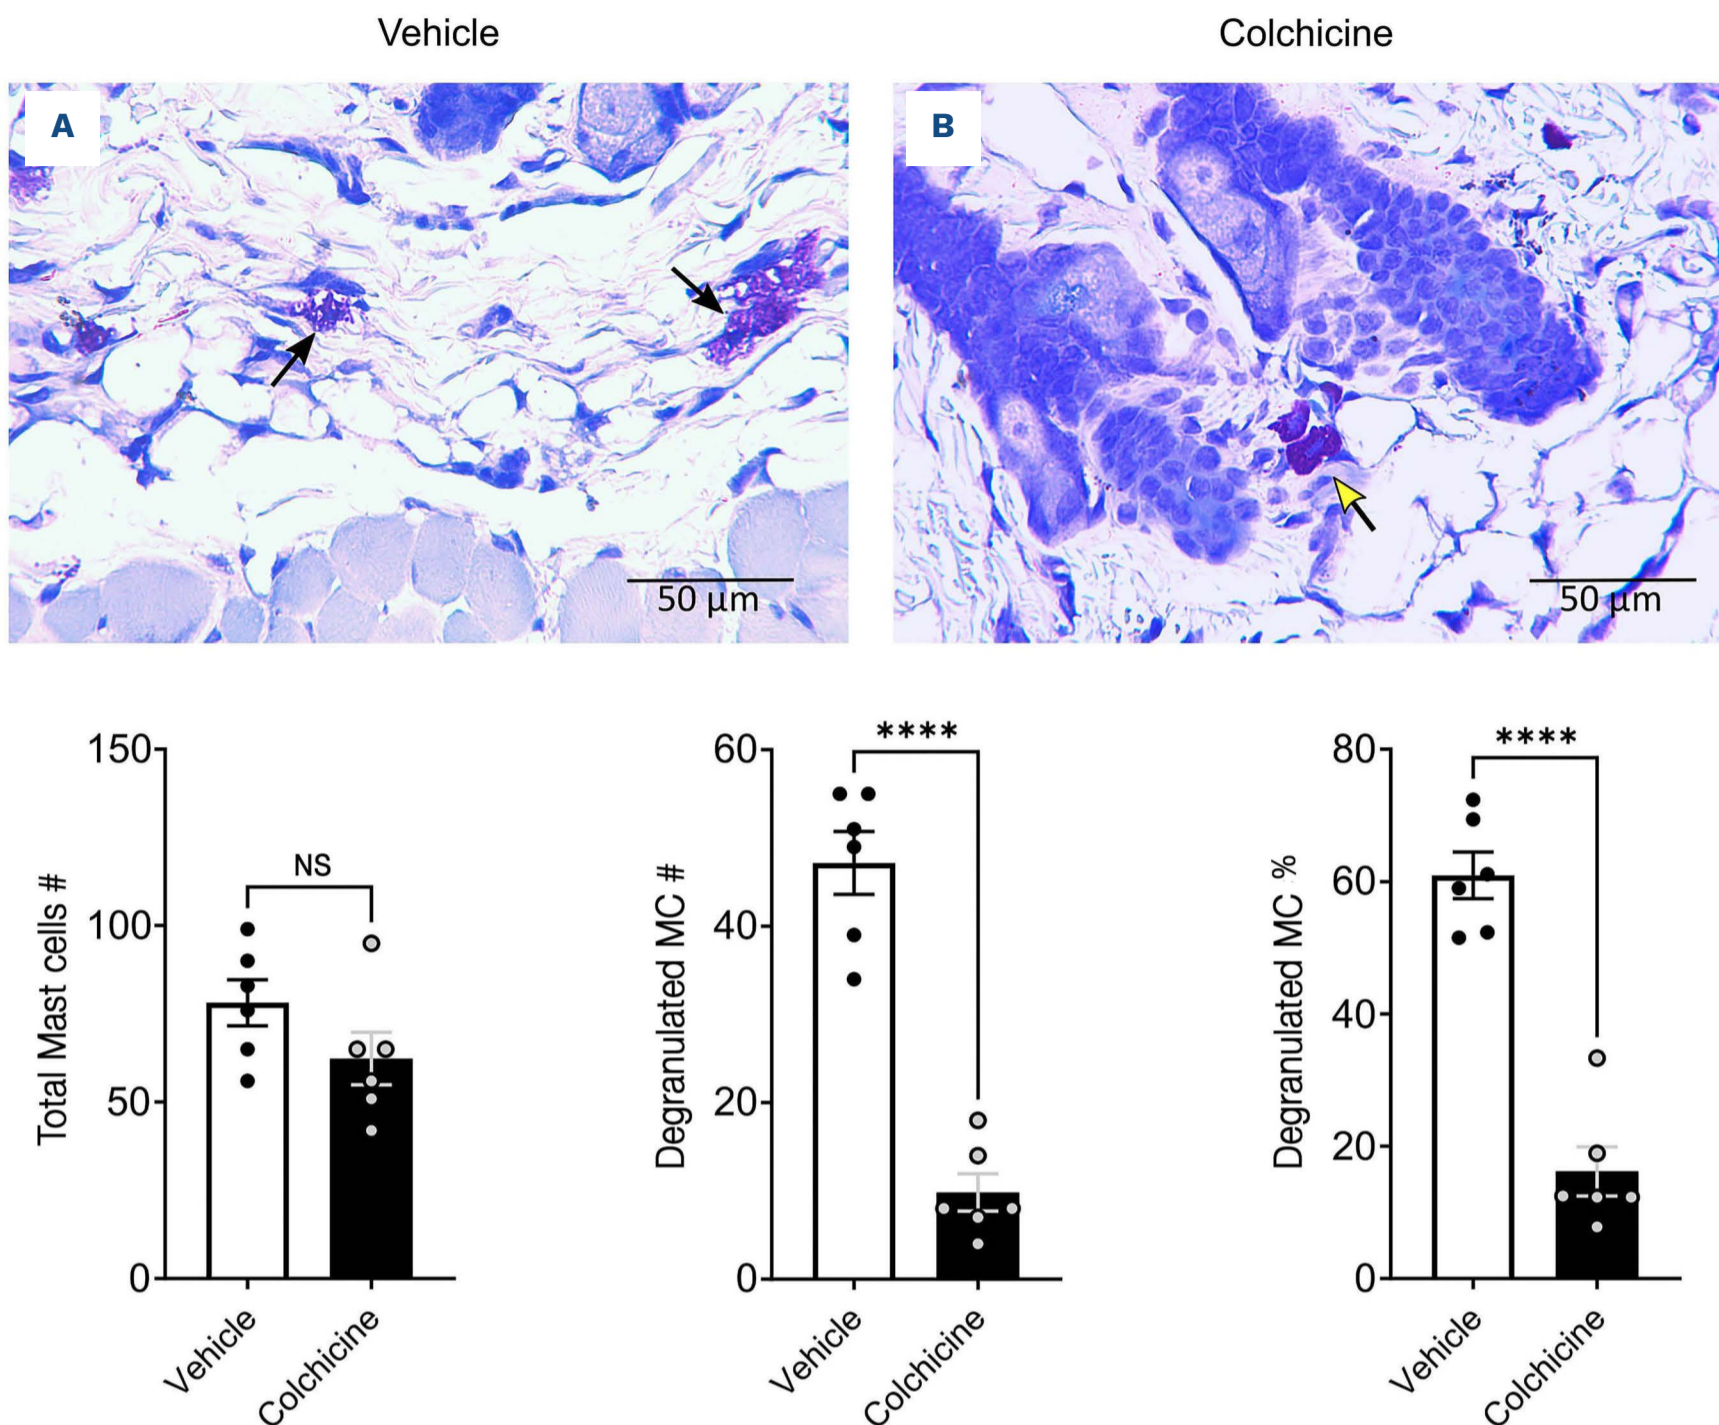 Vehicle
Colchicine
A
B
50 µm
50 µm
Total Mast cells #
150
100
50
0
NS
Vehicle
Colchicine
Degranulated MC #
60
40
20
0
****
Vehicle
Colchicine
Degranulated MC %
80
60
40
20
0
****
Vehicle
Colchicine